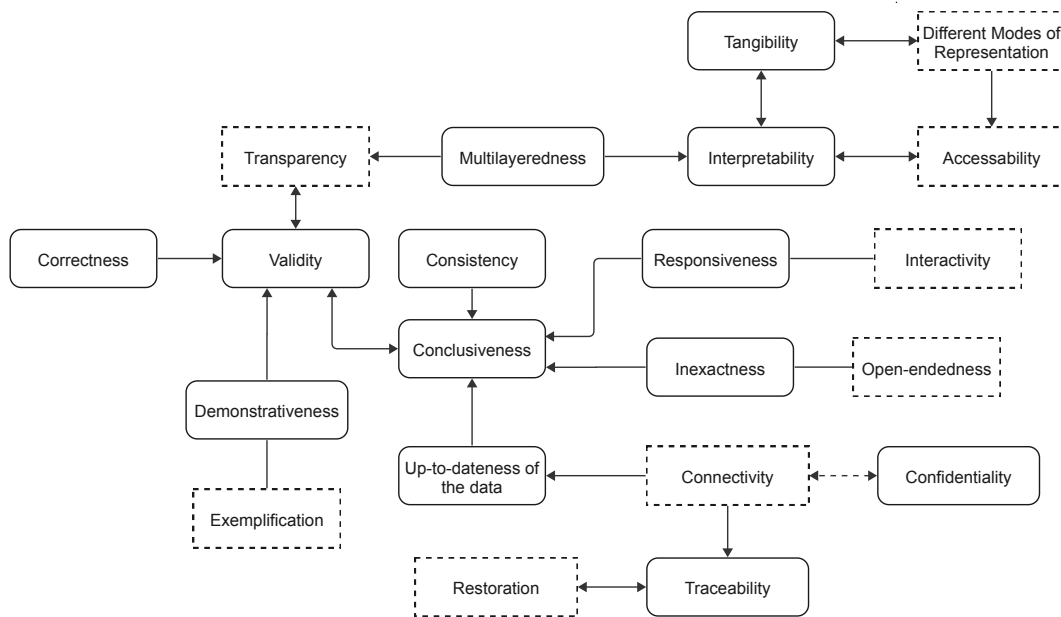 Tangibility
Different Modes of
Representation
Transparency
Multilayeredness
Interpretability
Accessability
Correctness
Validity
Consistency
Responsiveness
Interactivity
Conclusiveness
Inexactness
Open-endedness
Demonstrativeness
Up-to-dateness of
the data
Connectivity
Confidentiality
Exemplification
Restoration
Traceability